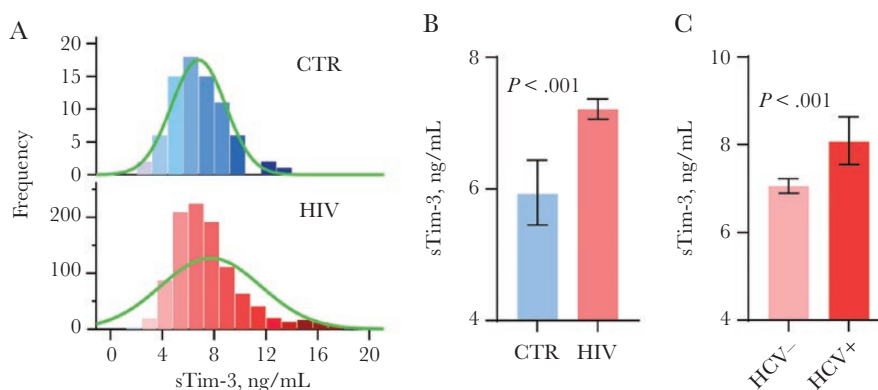 A
Frequency
20
15
10
5
0
CTR
200
100
0
HIV
0 4 8 12 16 20
sTim-3, ng/mL
B
sTim-3, ng/mL
8
6
4
P < .001
CTR HIV
C
sTim-3, ng/mL
10
8
6
4
P < .001
HCV– HCV+